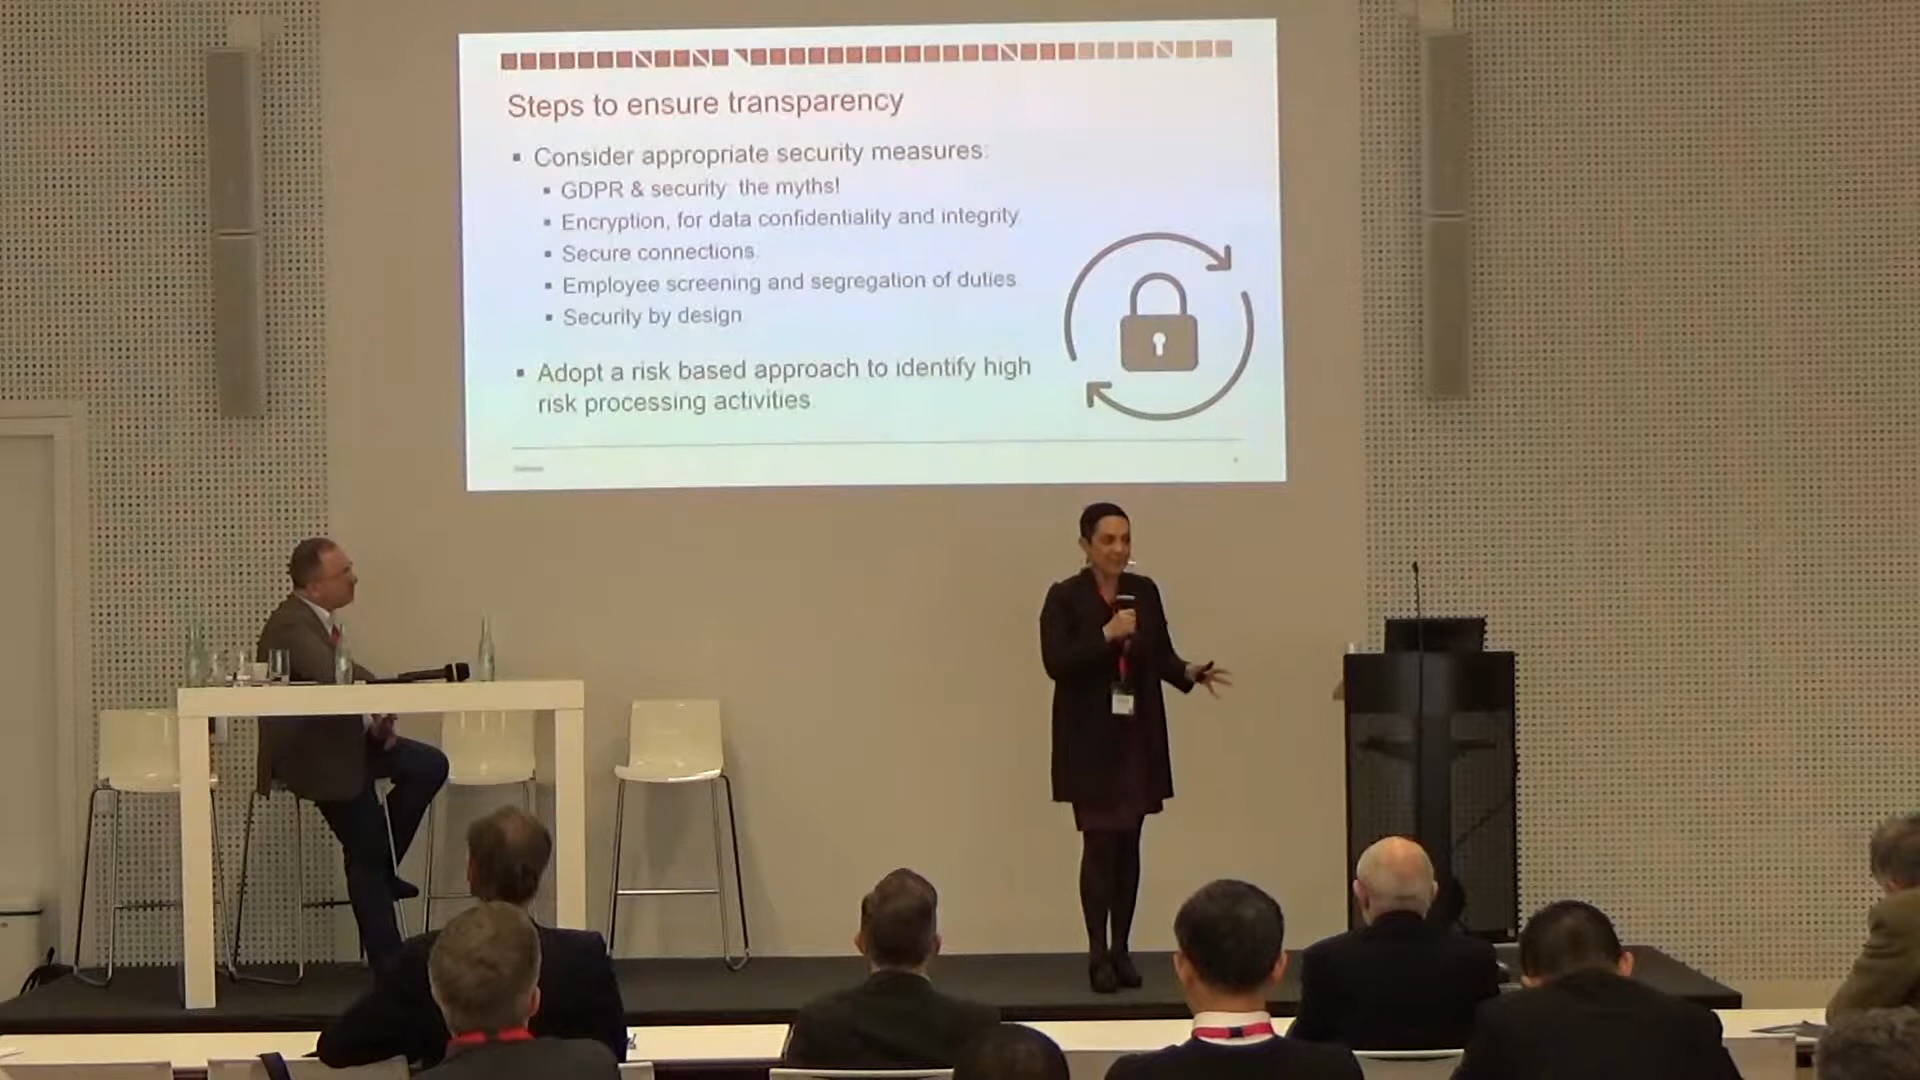 Steps to ensure transparency
▪ Consider appropriate security measures:
▪ GDPR & security: the myths!
▪ Encryption, for data confidentiality and integrity
▪ Secure connections.
▪ Employee screening and segregation of duties.
▪ Security by design
▪ Adopt a risk based approach to identify high
risk processing activities